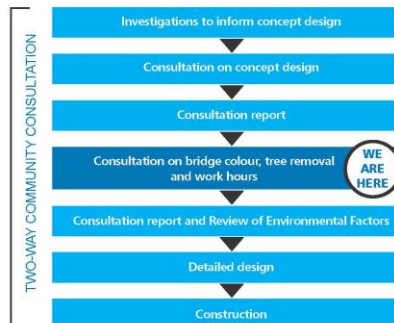 TWO-WAY COMMUNITY CONSULTATION
Investigations to inform concept design
Consultation on concept design
Consultation report
Consultation on bridge colour, tree removal
and work hours
WE
ARE
HERE
Consultation report and Review of Environmental Factors
Detailed design
Construction